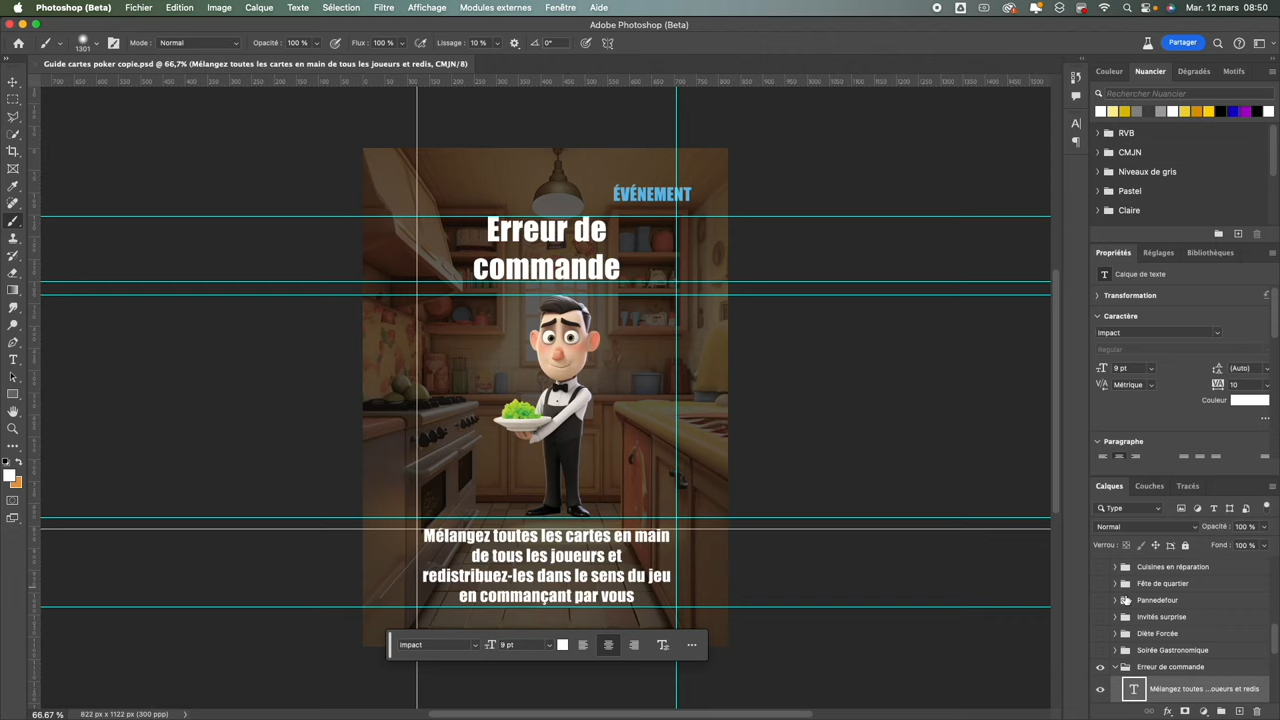 Photoshop (Beta) Fichier Edition Image Calque Texte Sélection Filtre Affichage Modules externes Fenêtre Aide
Mar. 12 mars 08:50
Adobe Photoshop (Beta)
1301 Mode : Normal Opacité : 100 % Flux : 100 % Lissage : 10 % 0° Partager
Guide cartes poker copie.psd @ 66,7% (Mélangez toutes les cartes en main de tous les joueurs et redis, CMJN/8)
Couleur Nuancier Dégradés Motifs
Rechercher Nuancier
RVB
CMJN
Niveaux de gris
Pastel
Claire
ÉVÉNEMENT
Erreur de
commande
Mélangez toutes les cartes en main
de tous les joueurs et
redistribuez-les dans le sens du jeu
en commançant par vous
Impact 9 pt
Propriétés Réglages Bibliothèques
Calque de texte
Transformation
Caractère
Impact
Regular
9 pt (Auto)
Métrique 10
Couleur
Paragraphe
Calques Couches Tracés
Type
Normal Opacité : 100 %
Verrou : Fond : 100 %
Cuisines en réparation
Fête de quartier
Pannedefour
Invités surprise
Diète Forcée
Soirée Gastronomique
Erreur de commande
T Mélangez toutes ...oueurs et redis
66.67 % 822 px x 1122 px (300 ppp)